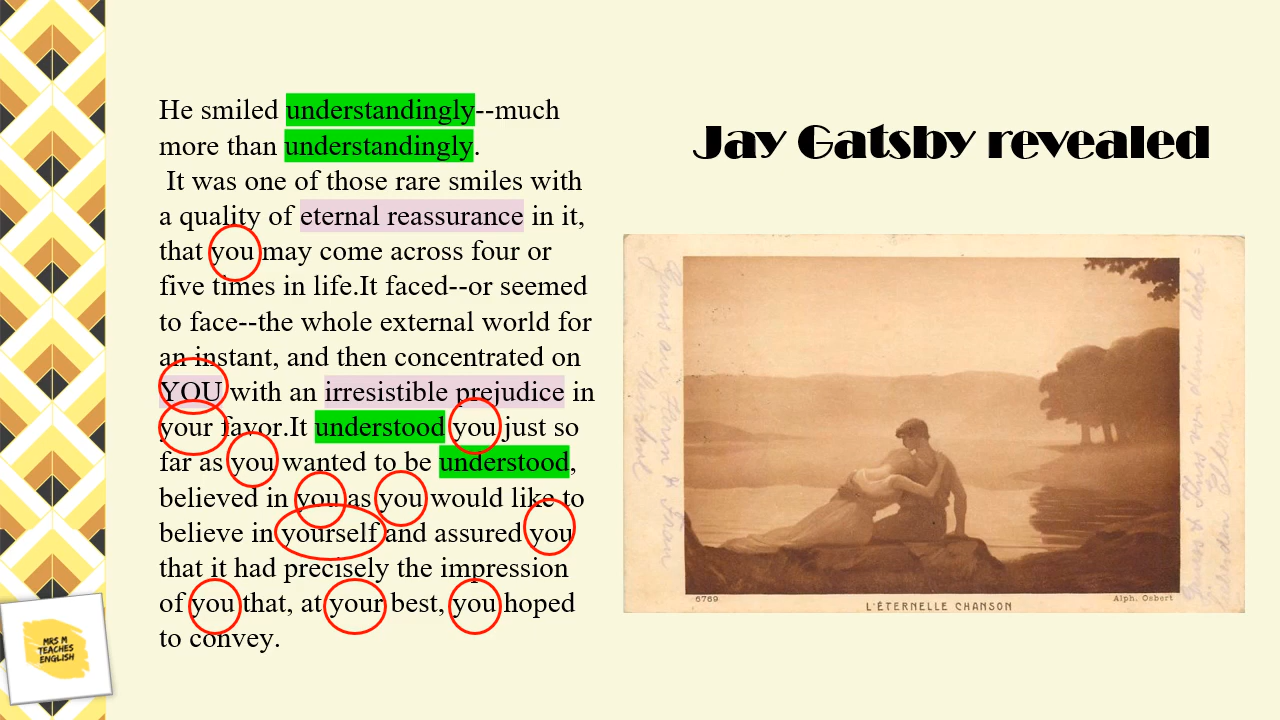 He smiled understandingly--much
more than understandingly.
It was one of those rare smiles with
a quality of eternal reassurance in it,
that you may come across four or
five times in life.It faced--or seemed
to face--the whole external world for
an instant, and then concentrated on
YOU with an irresistible prejudice in
your favor.It understood you just so
far as you wanted to be understood,
believed in you as you would like to
believe in yourself and assured you
that it had precisely the impression
of you that, at your best, you hoped
to convey.
Jay Gatsby revealed
6769
Alph. Osbert
L'ÉTERNELLE CHANSON
MRS M
TEACHES
ENGLISH